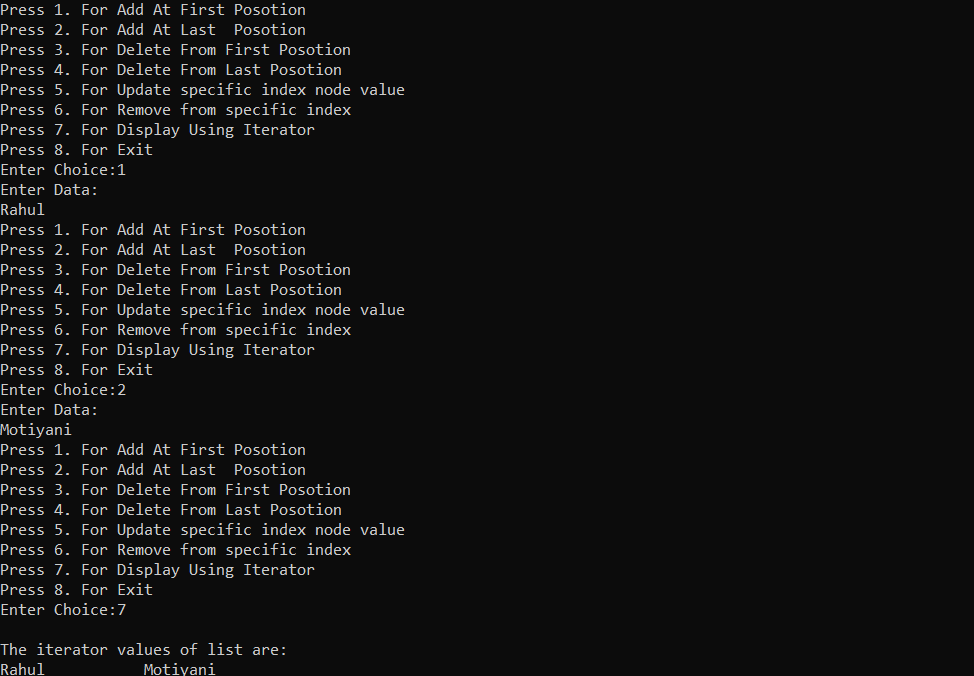 Press 1. For Add At First Posotion
Press 2. For Add At Last  Posotion
Press 3. For Delete From First Posotion
Press 4. For Delete From Last Posotion
Press 5. For Update specific index node value
Press 6. For Remove from specific index
Press 7. For Display Using Iterator
Press 8. For Exit
Enter Choice:1
Enter Data:
Rahul
Press 1. For Add At First Posotion
Press 2. For Add At Last  Posotion
Press 3. For Delete From First Posotion
Press 4. For Delete From Last Posotion
Press 5. For Update specific index node value
Press 6. For Remove from specific index
Press 7. For Display Using Iterator
Press 8. For Exit
Enter Choice:2
Enter Data:
Motiyani
Press 1. For Add At First Posotion
Press 2. For Add At Last  Posotion
Press 3. For Delete From First Posotion
Press 4. For Delete From Last Posotion
Press 5. For Update specific index node value
Press 6. For Remove from specific index
Press 7. For Display Using Iterator
Press 8. For Exit
Enter Choice:7

The iterator values of list are:
Rahul           Motiyani